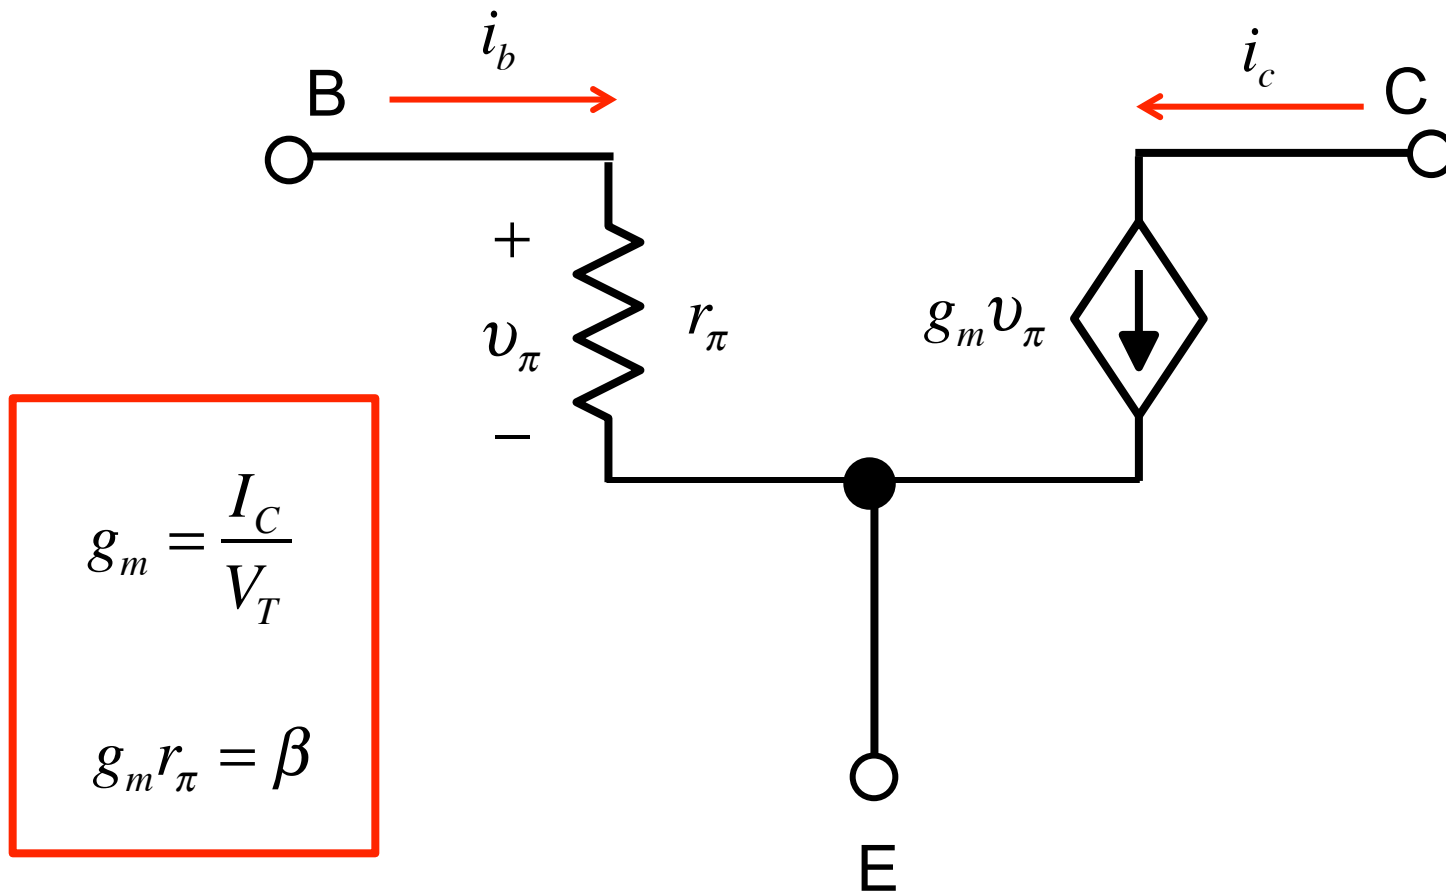 i_b
i_c
B
C
+
υ_π
−
r_π
g_m υ_π
g_m = I_C / V_T
g_m r_π = β
E